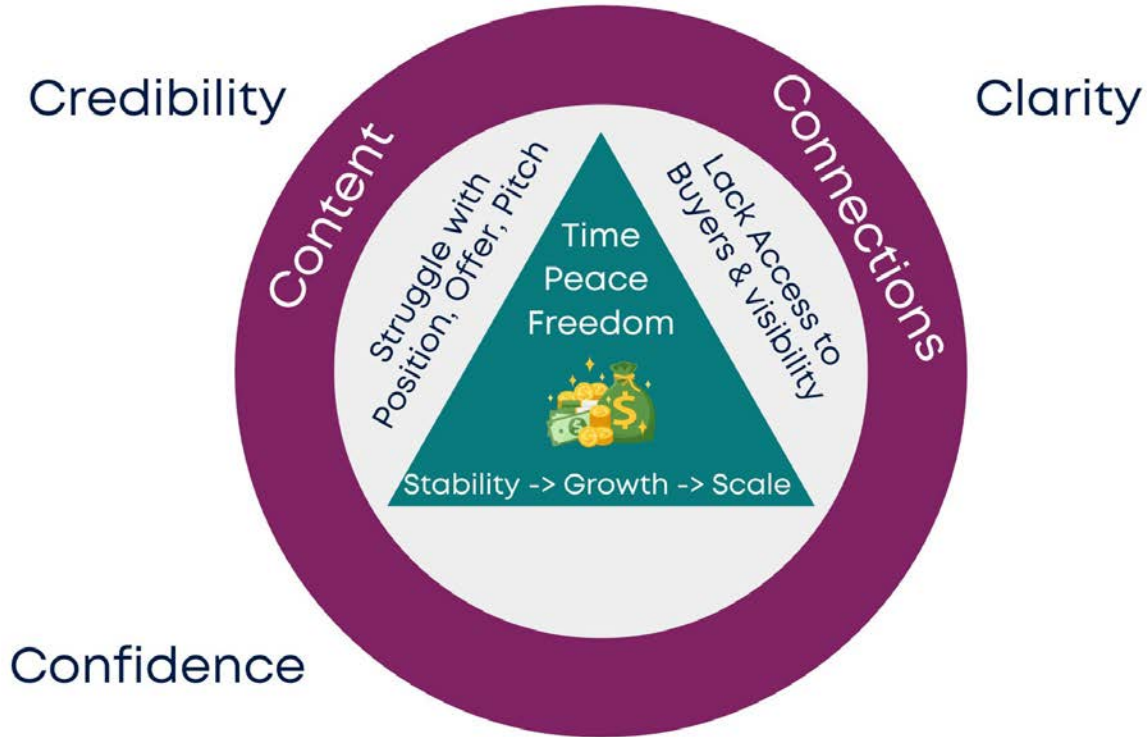 Credibility
Clarity
Content
Connections
Struggle with
Position, Offer, Pitch
Lack Access to
Buyers & visibility
Time
Peace
Freedom
$
Stability -> Growth -> Scale
Confidence